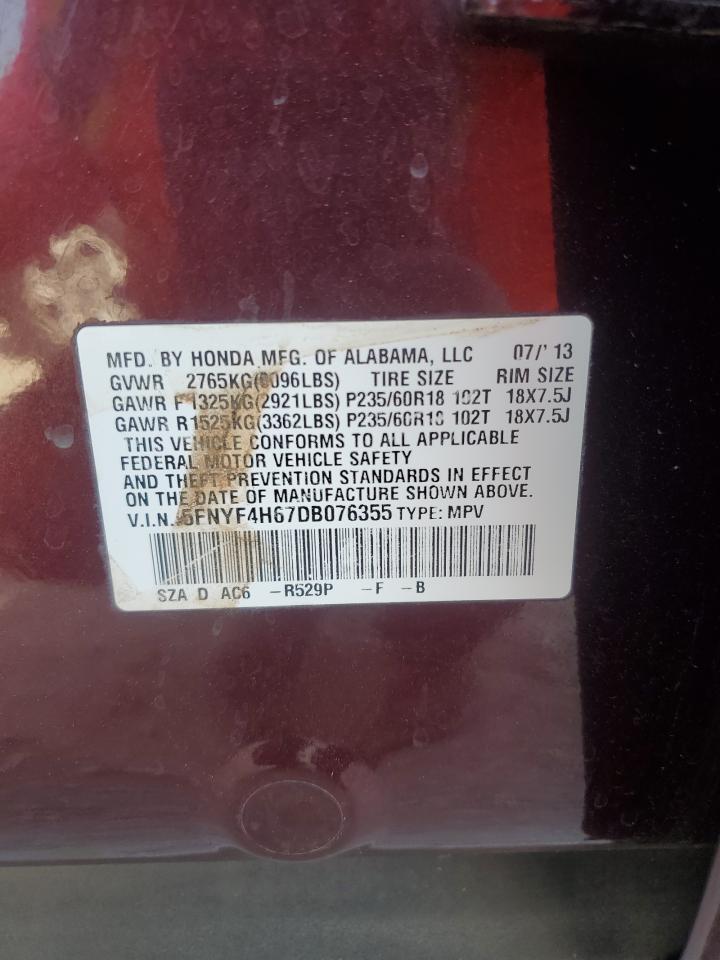 MFD. BY HONDA MFG. OF ALABAMA, LLC 07/'13
GVWR 2765KG(6096LBS) TIRE SIZE RIM SIZE
GAWR F1325KG(2921LBS) P235/60R18 102T 18X7.5J
GAWR R1525KG(3362LBS) P235/60R18 102T 18X7.5J
THIS VEHICLE CONFORMS TO ALL APPLICABLE
FEDERAL MOTOR VEHICLE SAFETY
AND THEFT PREVENTION STANDARDS IN EFFECT
ON THE DATE OF MANUFACTURE SHOWN ABOVE.
V.I.N. 5FNYF4H67DB076355 TYPE: MPV
SZA D AC6 -R529P -F -B